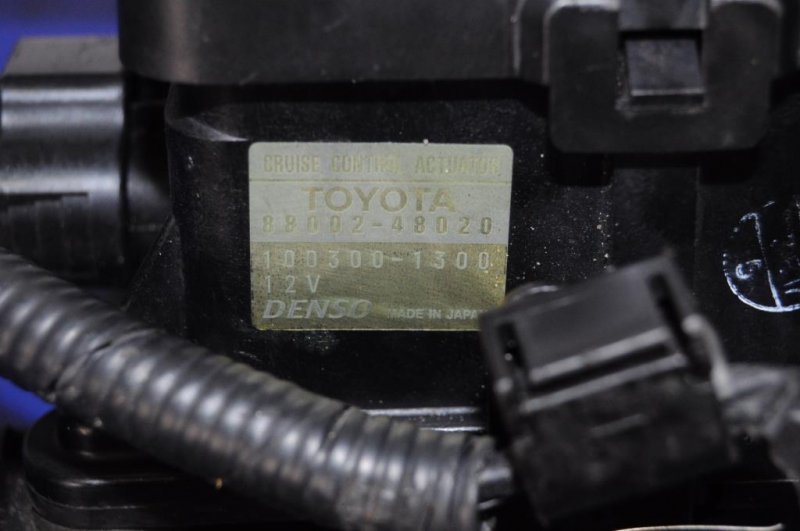 CRUISE CONTROL ACTUATOR
TOYOTA
88002-48020
100300-1300
12V
DENSO MADE IN JAPAN